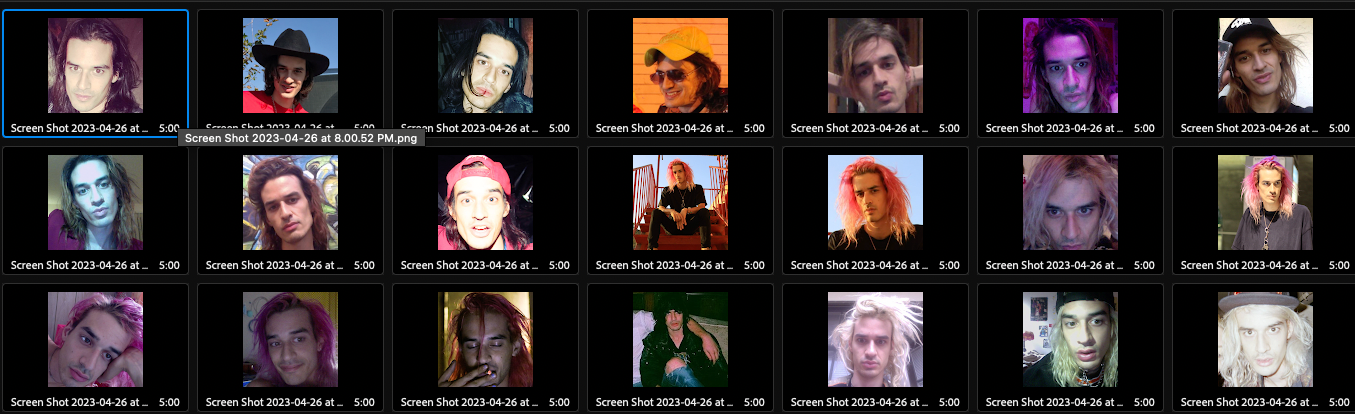 Screen Shot 2023-04-26 at ... 5:00 Screen Shot 2023-04-26 at ... 5:00 Screen Shot 2023-04-26 at ... 5:00 Screen Shot 2023-04-26 at ... 5:00 Screen Shot 2023-04-26 at ... 5:00 Screen Shot 2023-04-26 at ... 5:00 Screen Shot 2023-04-26 at ... 5:00
Screen Shot 2023-04-26 at 8.00.52 PM.png
Screen Shot 2023-04-26 at ... 5:00 Screen Shot 2023-04-26 at ... 5:00 Screen Shot 2023-04-26 at ... 5:00 Screen Shot 2023-04-26 at ... 5:00 Screen Shot 2023-04-26 at ... 5:00 Screen Shot 2023-04-26 at ... 5:00 Screen Shot 2023-04-26 at ... 5:00
Screen Shot 2023-04-26 at ... 5:00 Screen Shot 2023-04-26 at ... 5:00 Screen Shot 2023-04-26 at ... 5:00 Screen Shot 2023-04-26 at ... 5:00 Screen Shot 2023-04-26 at ... 5:00 Screen Shot 2023-04-26 at ... 5:00 Screen Shot 2023-04-26 at ... 5:00